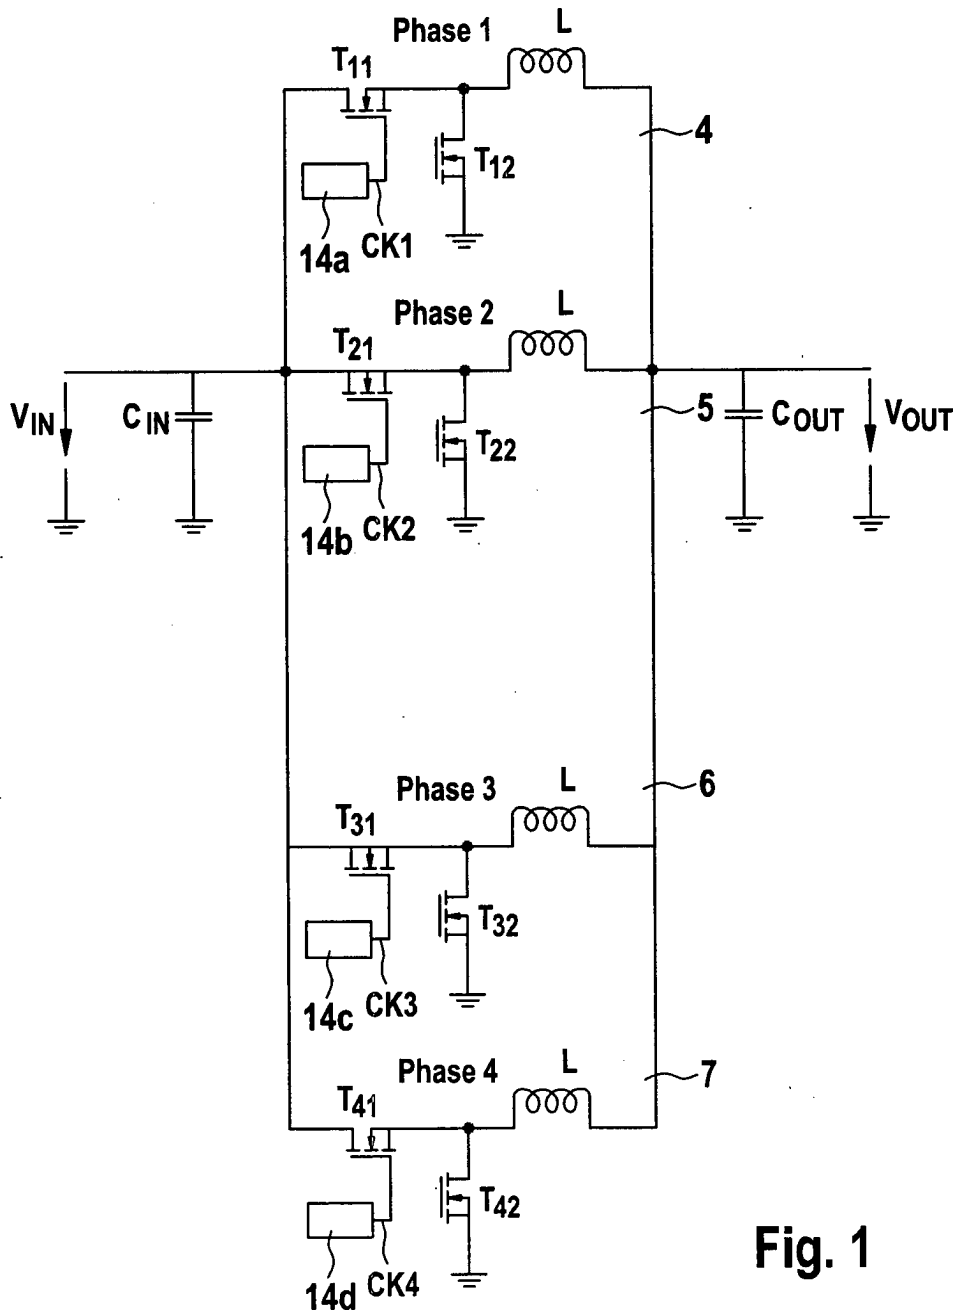 Phase 1
L
T11
4
T12
14a
CK1
Phase 2
L
T21
VIN
CIN
5
COUT
VOUT
T22
14b
CK2
Phase 3
L
6
T31
T32
14c
CK3
Phase 4
L
7
T41
T42
14d
CK4
Fig. 1